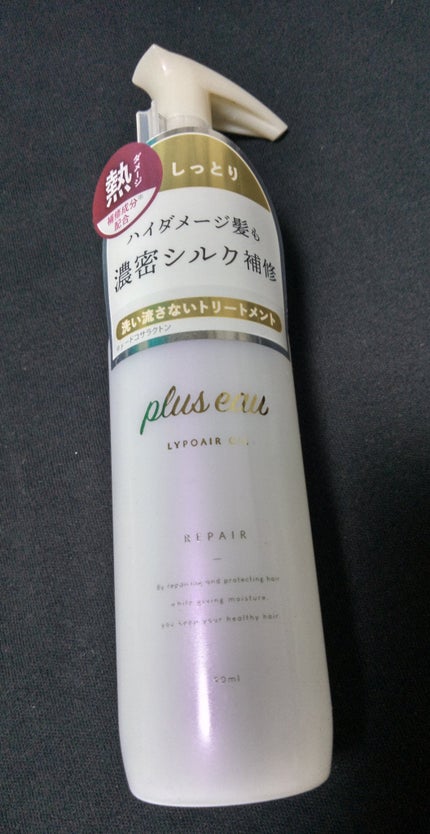 熱
ダメージ
補修成分※
配合
しっとり
ハイダメージ髪も
濃密シルク補修
洗い流さないトリートメント
plus eau
LYPOAIR
REPAIR
By repairing and protecting hair
while giving moisture,
you keep your healthy hair.